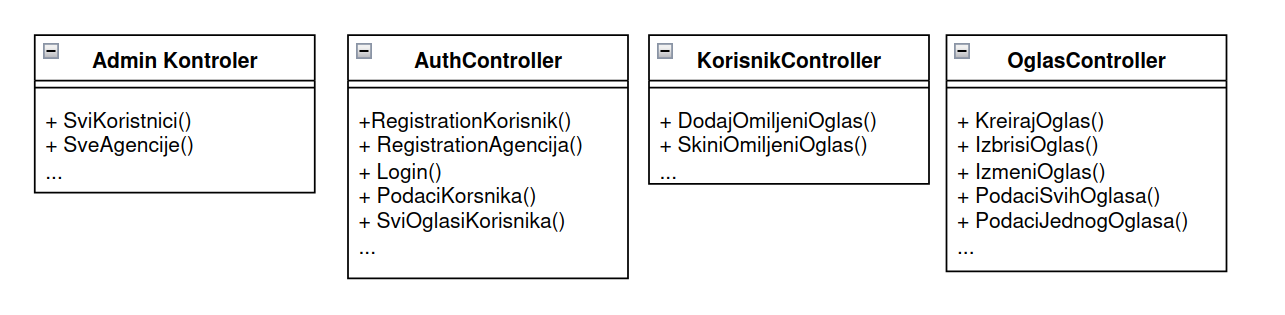 Admin Kontroler
+ SviKoristnici()
+ SveAgencije()
...
AuthController
+RegistrationKorisnik()
+ RegistrationAgencija()
+ Login()
+ PodaciKorsnika()
+ SviOglasiKorisnika()
...
KorisnikController
+ DodajOmiljeniOglas()
+ SkiniOmiljeniOglas()
...
OglasController
+ KreirajOglas()
+ IzbrisiOglas()
+ IzmeniOglas()
+ PodaciSvihOglasa()
+ PodaciJednogOglasa()
...